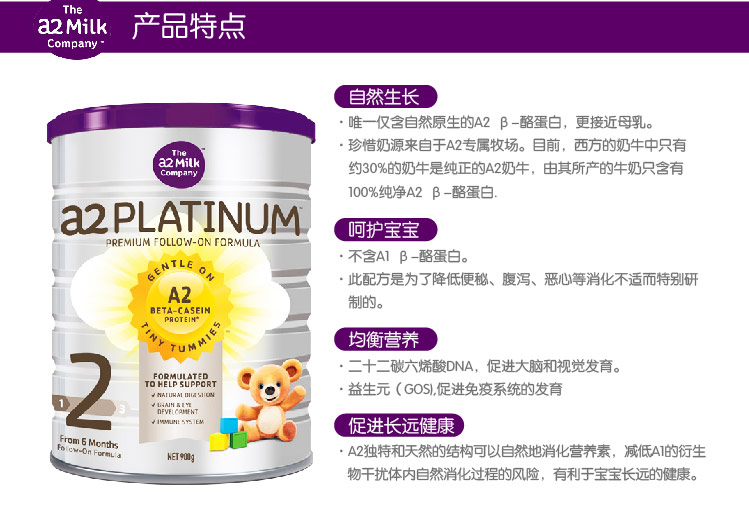 The
a2 Milk
Company™
产品特点
The
a2 Milk
Company
™
a2 PLATINUM™
PREMIUM FOLLOW-ON FORMULA
GENTLE ON
A2
BETA-CASEIN
PROTEIN*
TINY TUMMIES™
FORMULATED
TO HELP SUPPORT
✓ NATURAL DIGESTION
✓ BRAIN & EYE
DEVELOPMENT
✓ IMMUNE SYSTEM
1 2 3
From 6 Months
Follow-On Formula
NET 900g
自然生长
·唯一仅含自然原生的A2 β-酪蛋白，更接近母乳。
·珍惜奶源来自于A2专属牧场。目前，西方的奶牛中只有
约30%的奶牛是纯正的A2奶牛，由其所产的牛奶只含有
100%纯净A2 β-酪蛋白.
呵护宝宝
·不含A1 β-酪蛋白。
·此配方是为了降低便秘、腹泻、恶心等消化不适而特别研
制的。
均衡营养
·二十二碳六烯酸DNA，促进大脑和视觉发育。
·益生元（GOS),促进免疫系统的发育
促进长远健康
·A2独特和天然的结构可以自然地消化营养素，减低A1的衍生
物干扰体内自然消化过程的风险，有利于宝宝长远的健康。